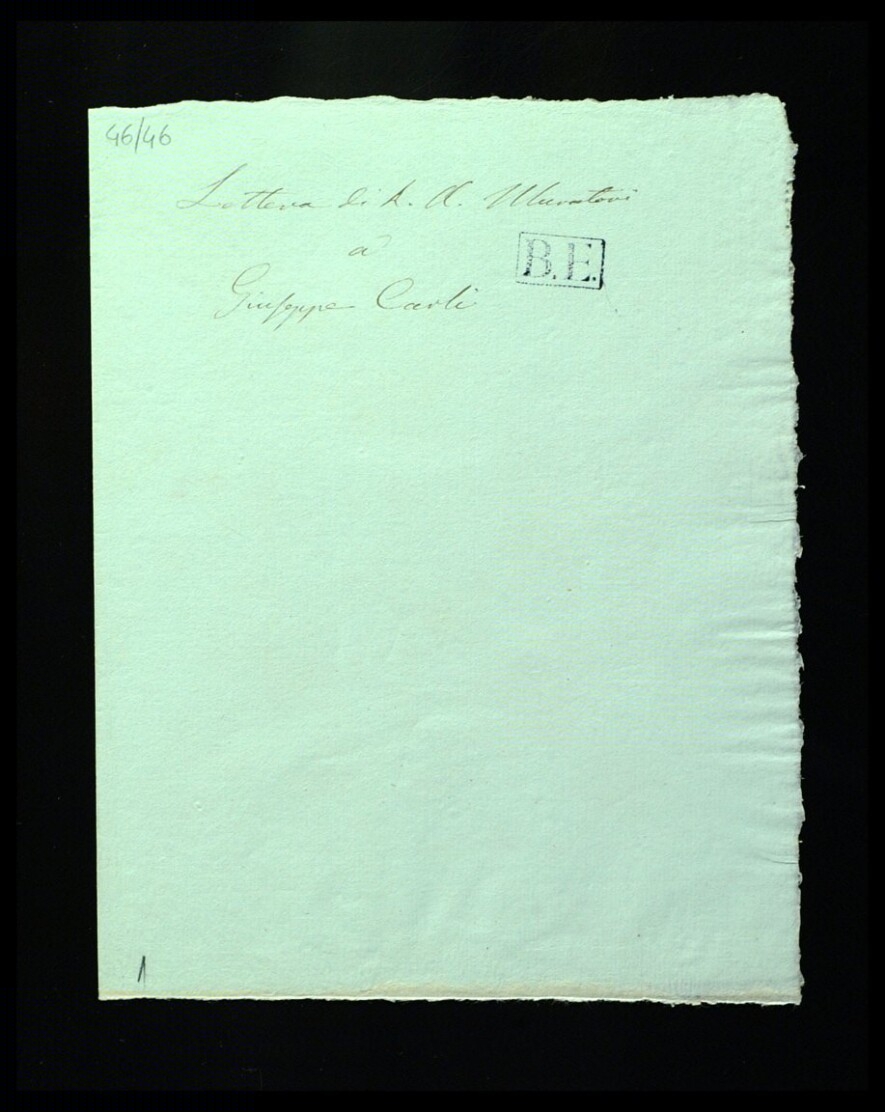 46/46
Lettera di L. A. Muratori
a
B.E.
Giuseppe Carli
1